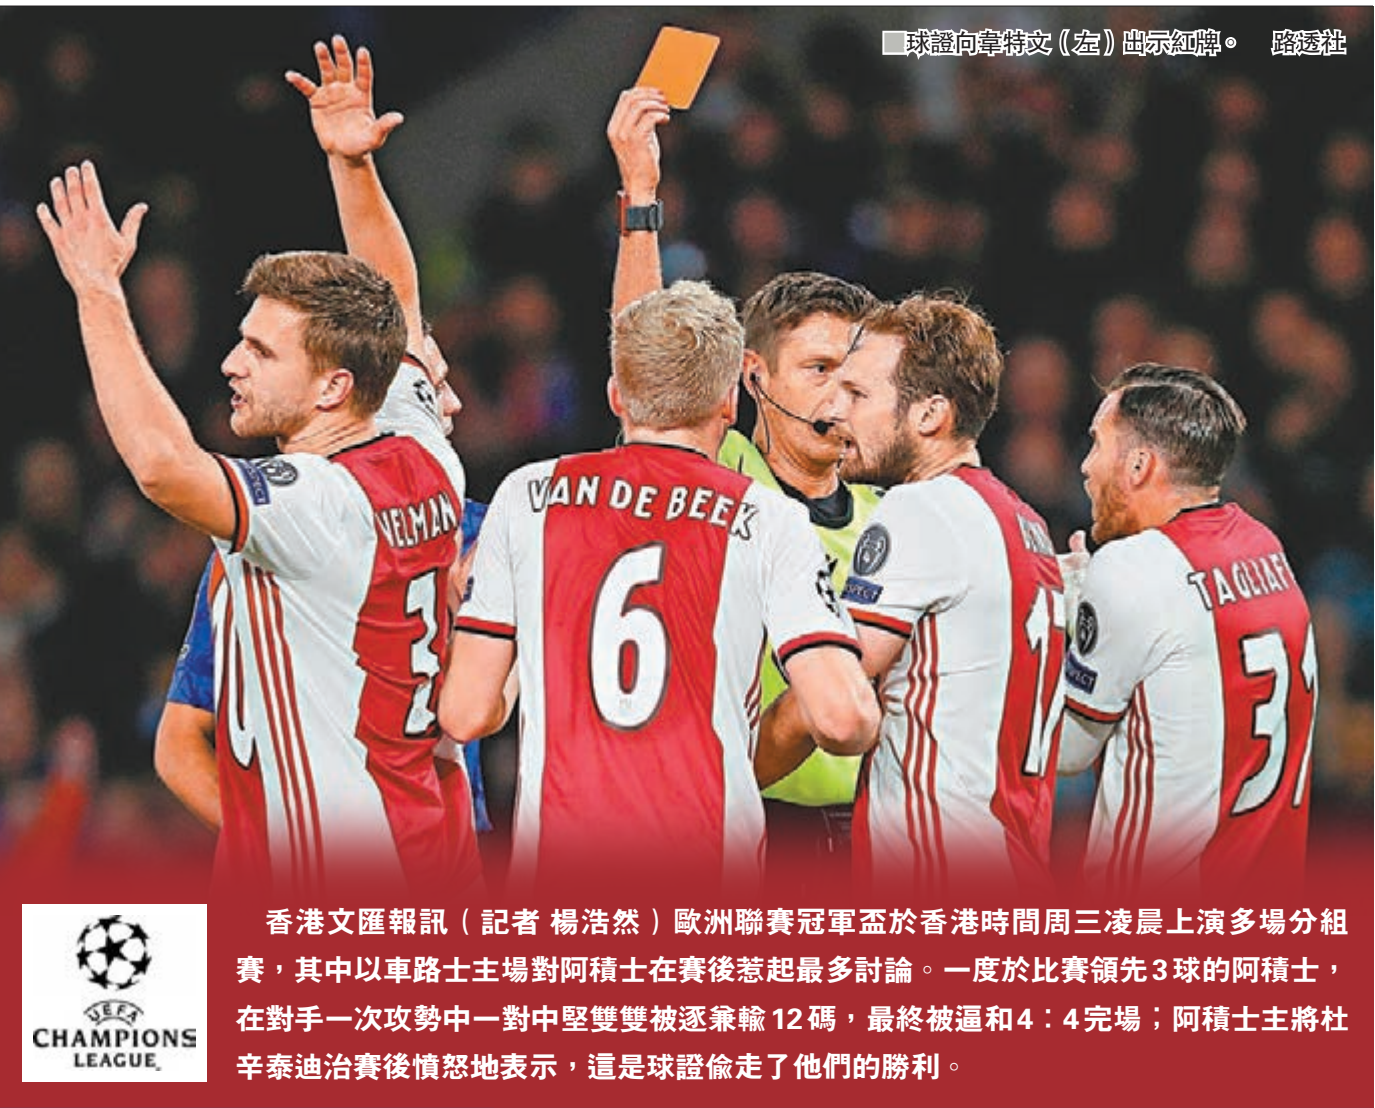 ■球證向韋特文（左）出示紅牌。 路透社
VELMAN
3
VAN DE BEEK
6
17
TAGLIAF
31
RESPECT
UEFA
CHAMPIONS
LEAGUE
香港文匯報訊（記者 楊浩然）歐洲聯賽冠軍盃於香港時間周三凌晨上演多場分組
賽，其中以車路士主場對阿積士在賽後惹起最多討論。一度於比賽領先3球的阿積士，
在對手一次攻勢中一對中堅雙雙被逐兼輸12碼，最終被逼和4：4完場；阿積士主將杜
辛泰迪治賽後憤怒地表示，這是球證偷走了他們的勝利。